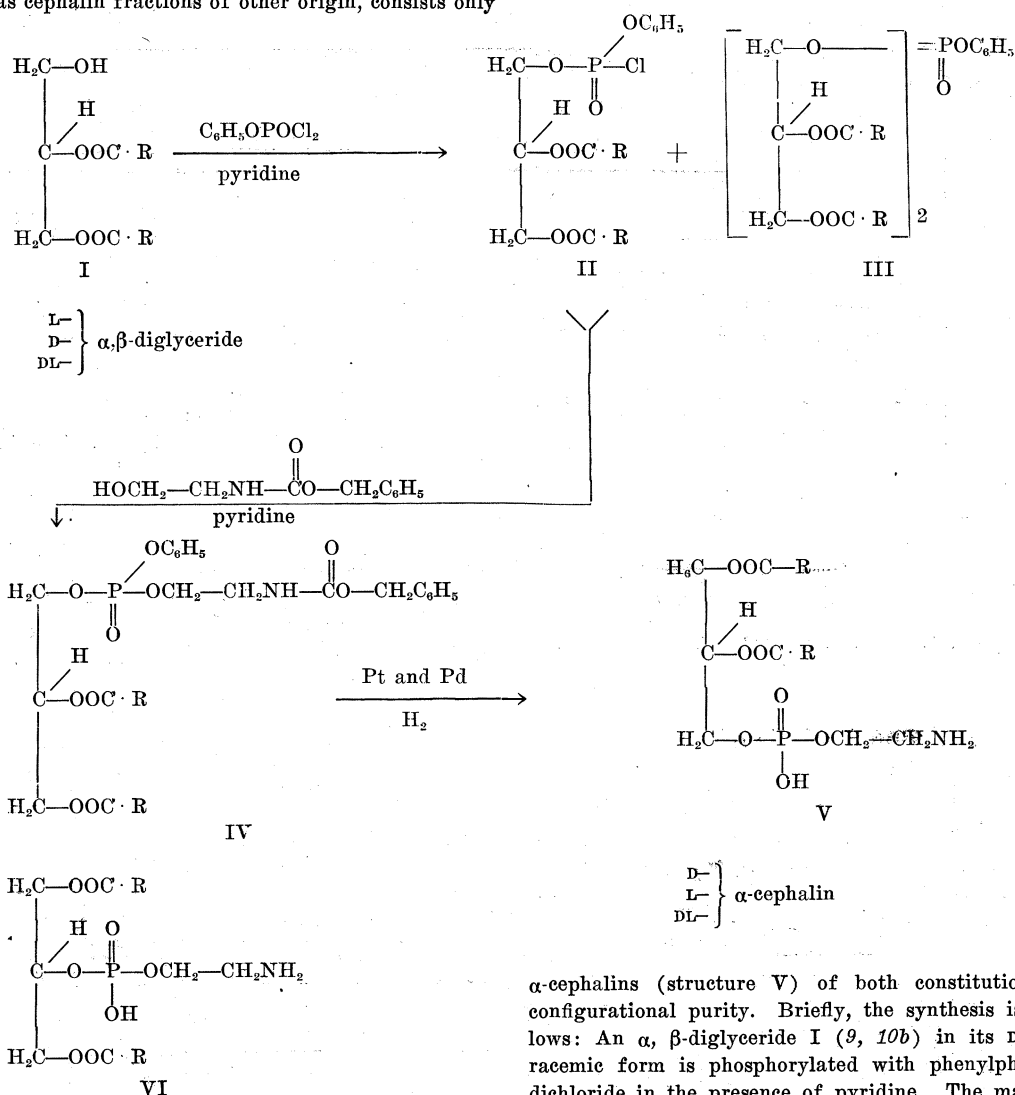 as cephalin fractions of other origin, consists only
OC₆H₅
H₂C—OH
H₂C—O—P—Cl
H₂C—O— =POC₆H₅
H
H O
H
O
C₆H₅OPOCl₂
C—OOC·R
C—OOC·R
+
C—OOC·R
pyridine
H₂C—OOC·R
H₂C—OOC·R
H₂C—OOC·R
2
I
II
III
L—
D— } α,β-diglyceride
DL—
O
HOCH₂—CH₂NH—CO—CH₂C₆H₅
pyridine
OC₆H₅
O
H₂C—O—P—OCH₂—CH₂NH—CO—CH₂C₆H₅
O
H
C—OOC·R
H₂C—OOC·R
IV
Pt and Pd
H₂
H₆C—OOC—R
H
C—OOC·R
O
H₂C—O—P—OCH₂—CH₂NH₂
OH
V
D—
L— } α-cephalin
DL—
H₂C—OOC·R
H O
C—O—P—OCH₂—CH₂NH₂
OH
H₂C—OOC·R
VI
α-cephalins (structure V) of both constitutio
configurational purity. Briefly, the synthesis is
lows: An α, β-diglyceride I (9, 10b) in its D
racemic form is phosphorylated with phenylph
dichloride in the presence of pyridine. The ma